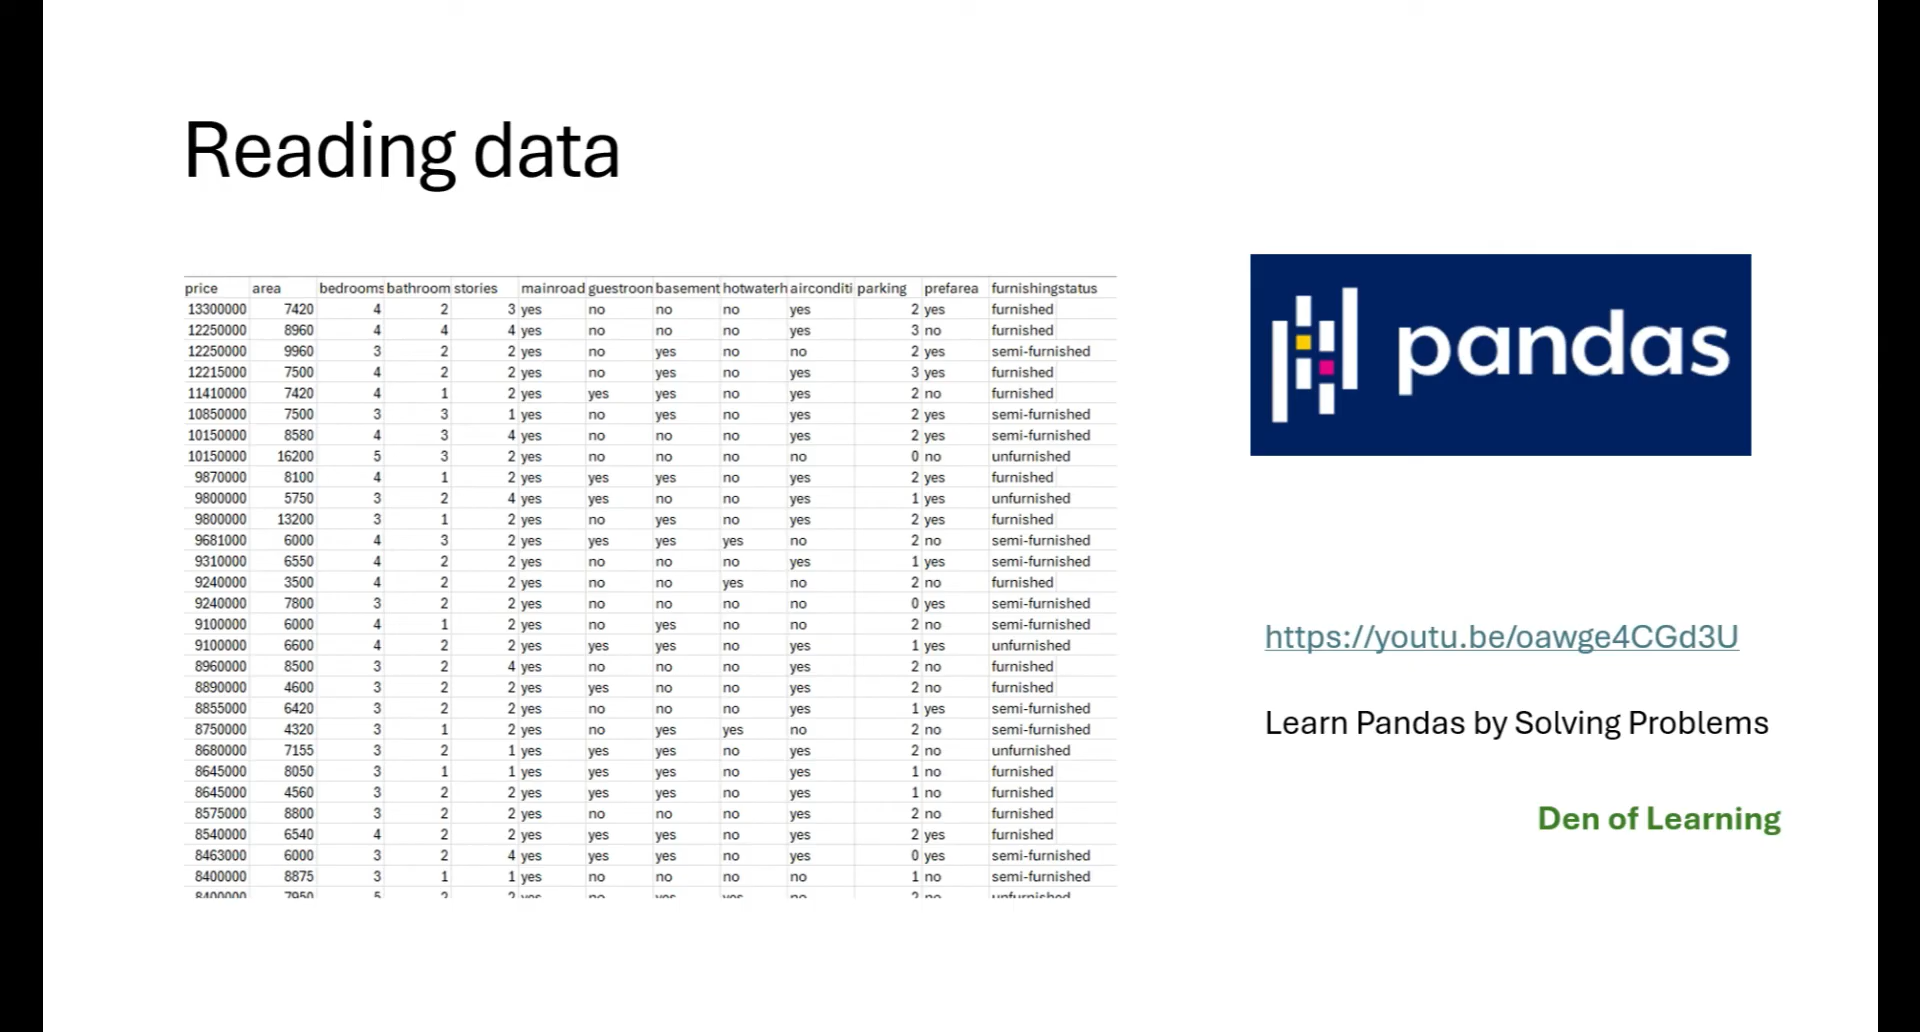 Reading data
price area bedrooms bathroom stories mainroad guestroon basement hotwaterh airconditi parking prefarea furnishingstatus
13300000 7420 4 2 3 yes no no no yes 2 yes furnished
12250000 8960 4 4 4 yes no no no yes 3 no furnished
12250000 9960 3 2 2 yes no yes no no 2 yes semi-furnished
12215000 7500 4 2 2 yes no yes no yes 3 yes furnished
11410000 7420 4 1 2 yes yes yes no yes 2 no furnished
10850000 7500 3 3 1 yes no yes no yes 2 yes semi-furnished
10150000 8580 4 3 4 yes no no no yes 2 yes semi-furnished
10150000 16200 5 3 2 yes no no no no 0 no unfurnished
9870000 8100 4 1 2 yes yes yes no yes 2 yes furnished
9800000 5750 3 2 4 yes yes no no yes 1 yes unfurnished
9800000 13200 3 1 2 yes no yes no yes 2 yes furnished
9681000 6000 4 3 2 yes yes yes yes no 2 no semi-furnished
9310000 6550 4 2 2 yes no no no yes 1 yes semi-furnished
9240000 3500 4 2 2 yes no no yes no 2 no furnished
9240000 7800 3 2 2 yes no no no no 0 yes semi-furnished
9100000 6000 4 1 2 yes no yes no no 2 no semi-furnished
9100000 6600 4 2 2 yes yes yes no yes 1 yes unfurnished
8960000 8500 3 2 4 yes no no no yes 2 no furnished
8890000 4600 3 2 2 yes yes no no yes 2 no furnished
8855000 6420 3 2 2 yes no no no yes 1 yes semi-furnished
8750000 4320 3 1 2 yes no yes yes no 2 no semi-furnished
8680000 7155 3 2 1 yes yes yes no yes 2 no unfurnished
8645000 8050 3 1 1 yes yes yes no yes 1 no furnished
8645000 4560 3 2 2 yes yes yes no yes 1 no furnished
8575000 8800 3 2 2 yes no no no yes 2 no furnished
8540000 6540 4 2 2 yes yes yes no yes 2 yes furnished
8463000 6000 3 2 4 yes yes yes no yes 0 yes semi-furnished
8400000 8875 3 1 1 yes no no no no 1 no semi-furnished
8400000 7950 5 2 2 yes no yes yes no 2 no unfurnished
pandas
https://youtu.be/oawge4CGd3U
Learn Pandas by Solving Problems
Den of Learning